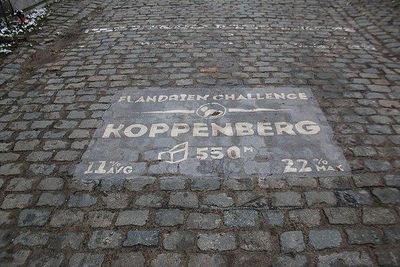 FLANDRIEN CHALLENGE
KOPPENBERG
550M
11% AVG
22% MAX